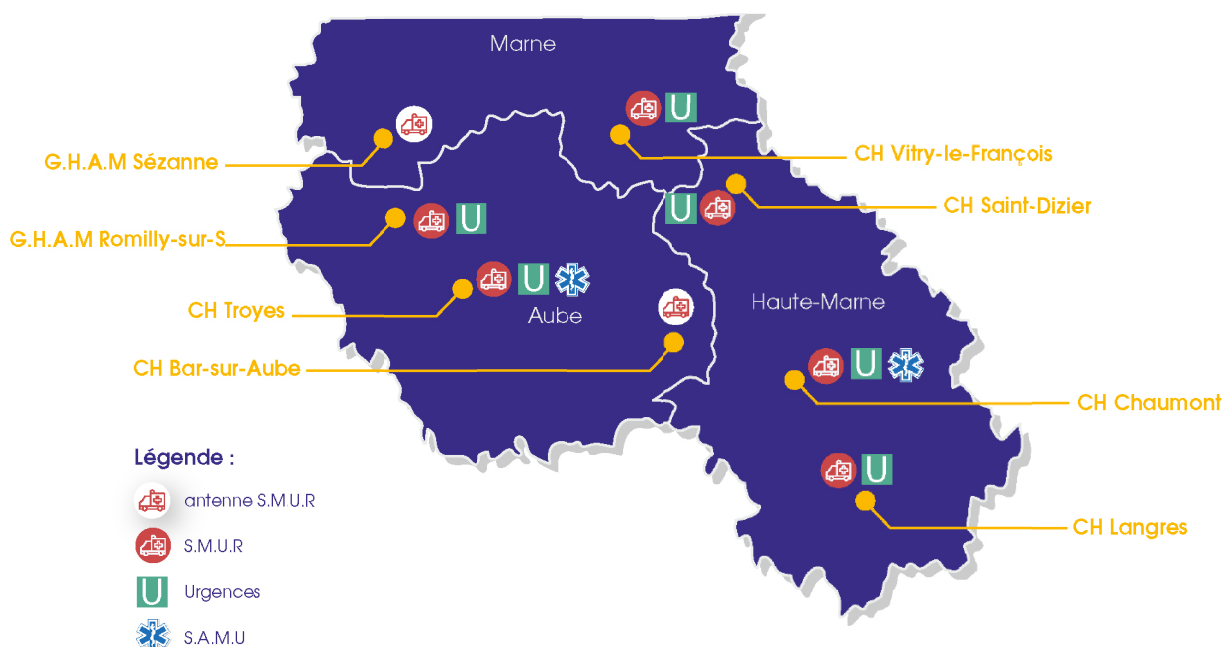 Marne
G.H.A.M Sézanne
CH Vitry-le-François
U
CH Saint-Dizier
U
G.H.A.M Romilly-sur-S
U
CH Troyes
U
Aube
Haute-Marne
CH Bar-sur-Aube
U
CH Chaumont
U
CH Langres
Légende :
antenne S.M.U.R
S.M.U.R
U Urgences
S.A.M.U